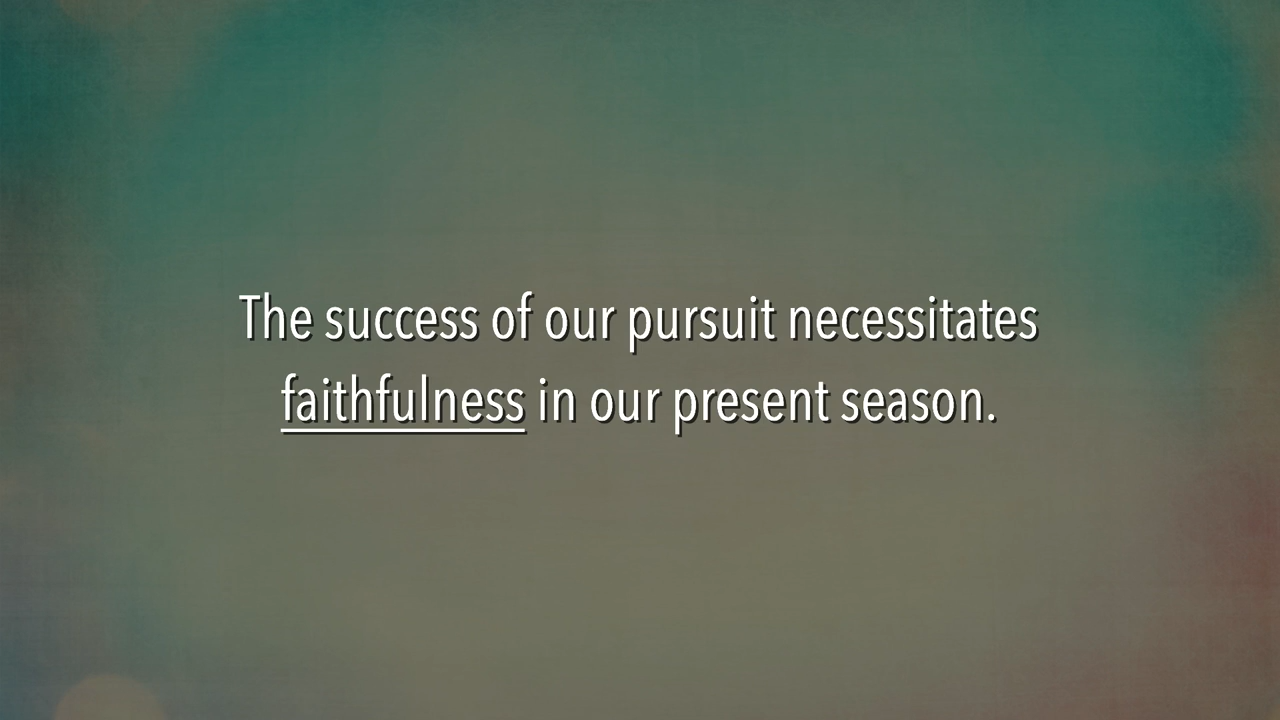 The success of our pursuit necessitates
faithfulness in our present season.